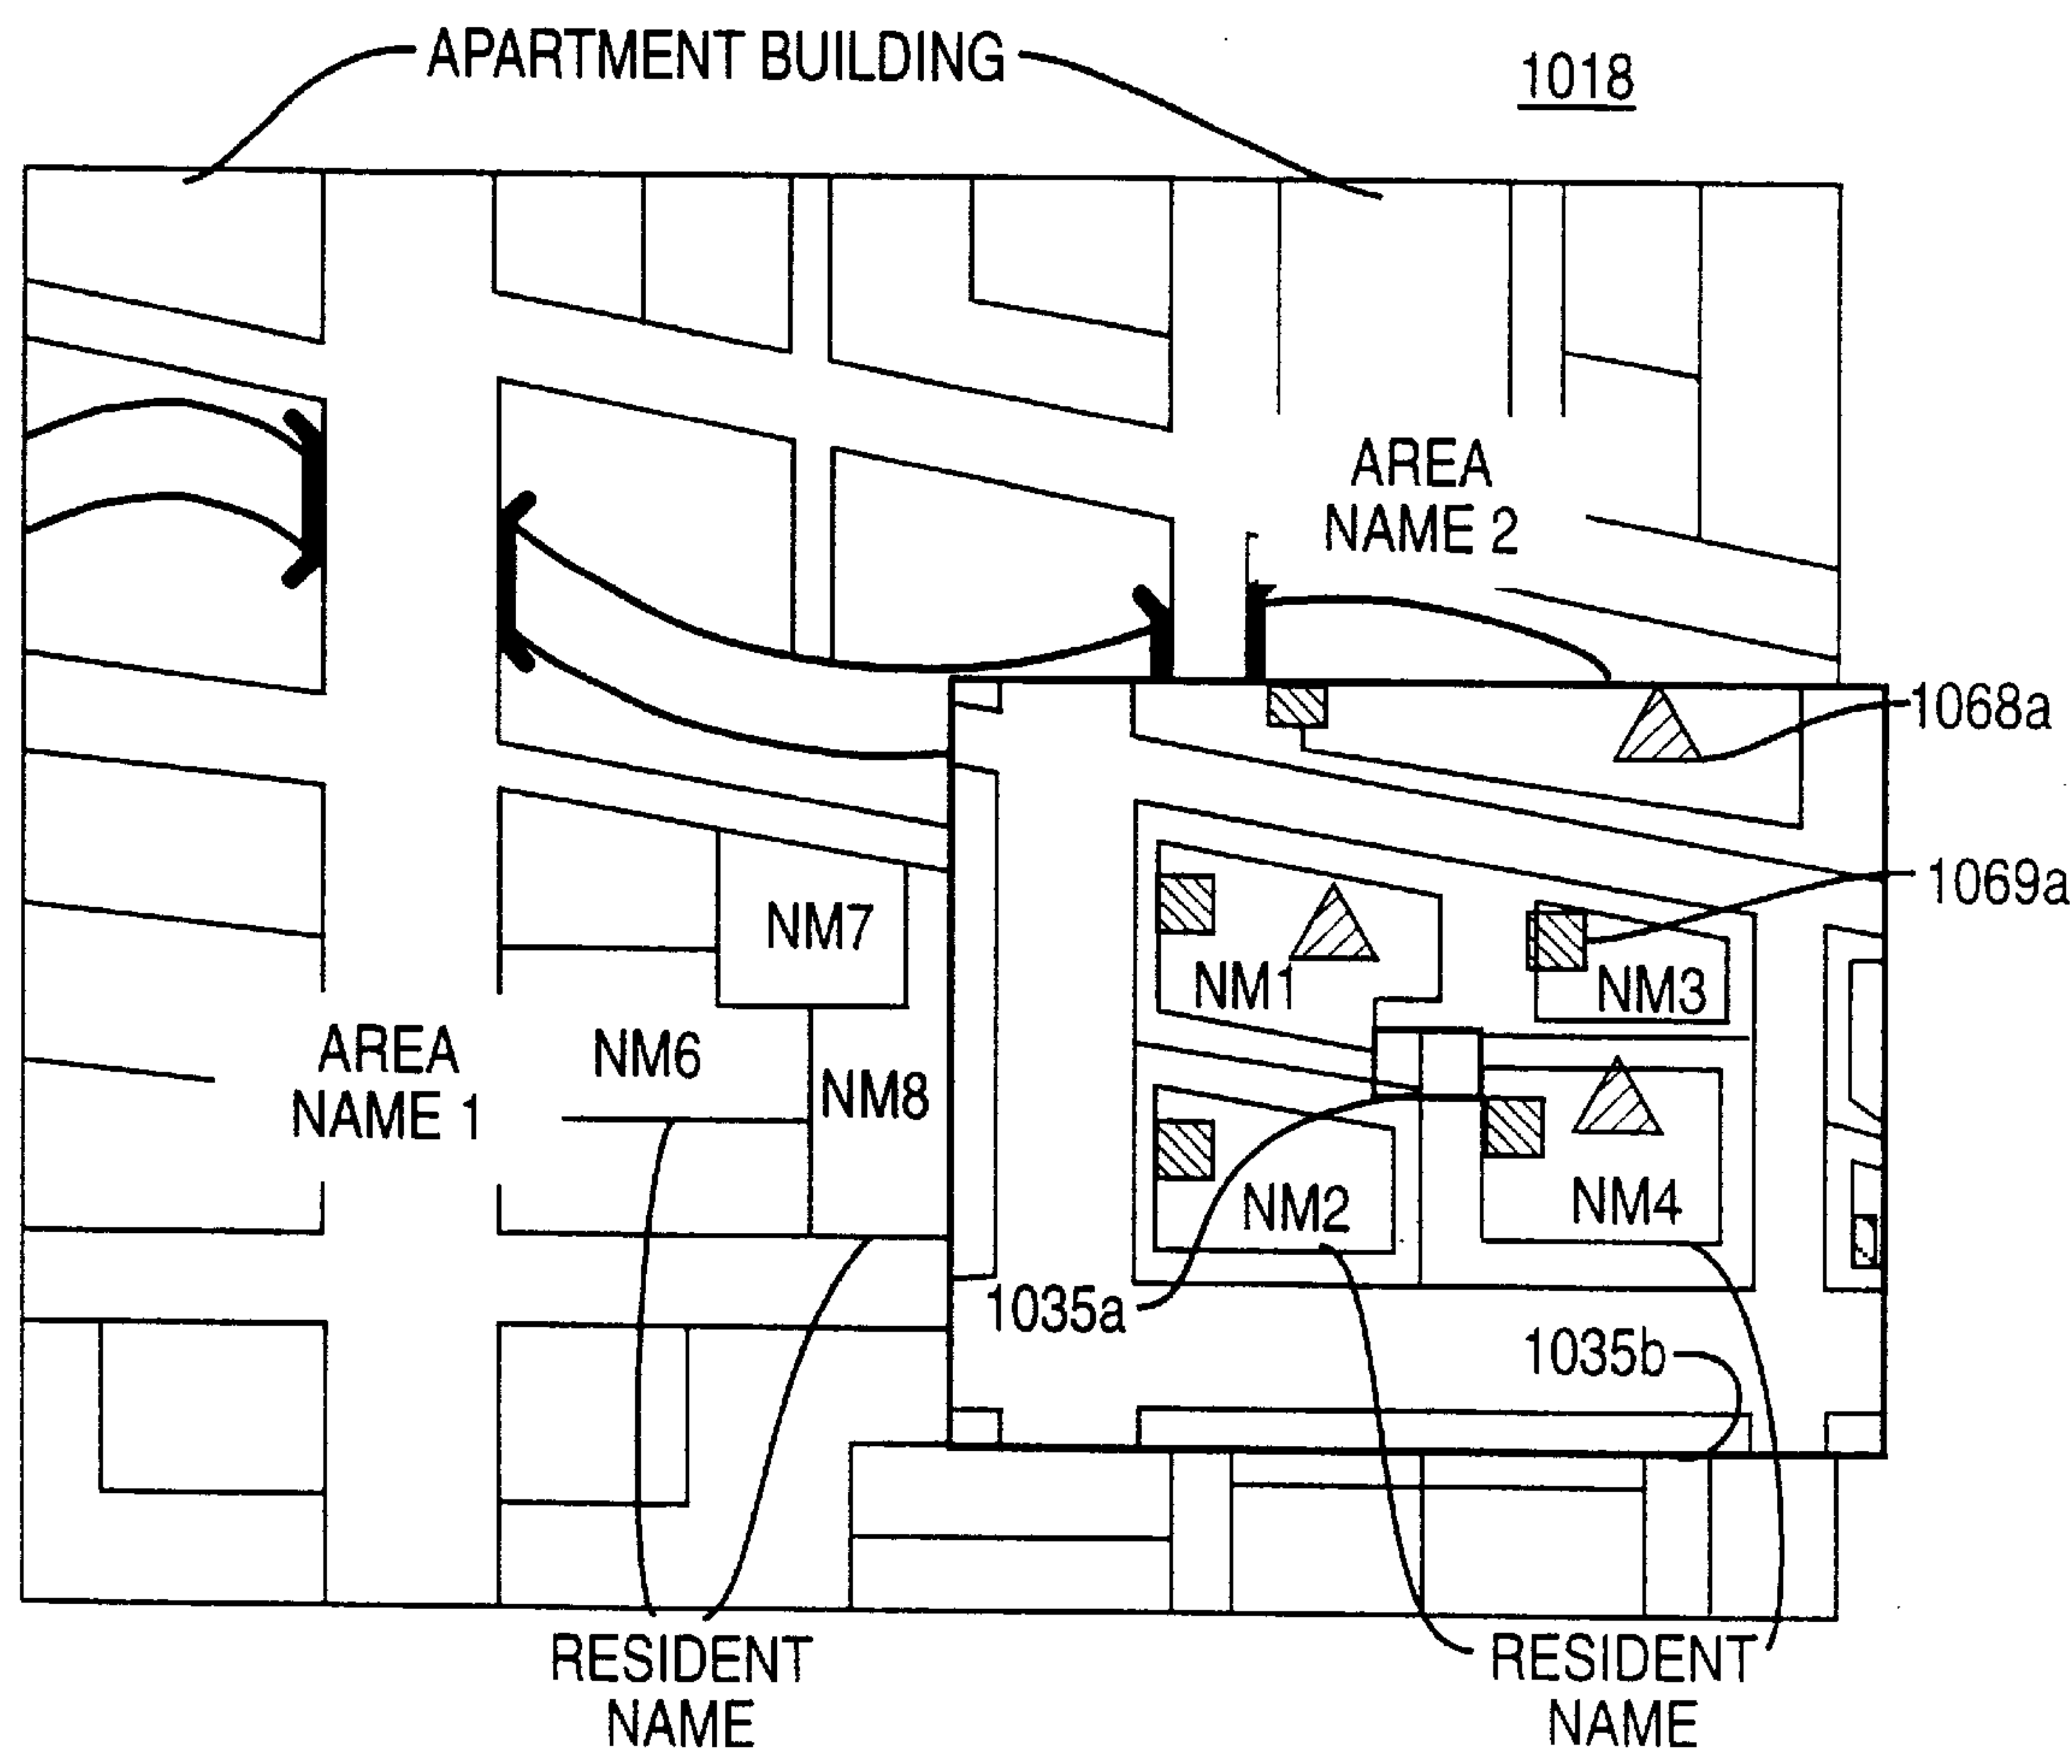 APARTMENT BUILDING
1018
AREA
NAME 2
1068a
1069a
NM7
NM1
NM3
AREA
NAME 1
NM6
NM8
NM2
NM4
1035a
1035b
RESIDENT
NAME
RESIDENT
NAME